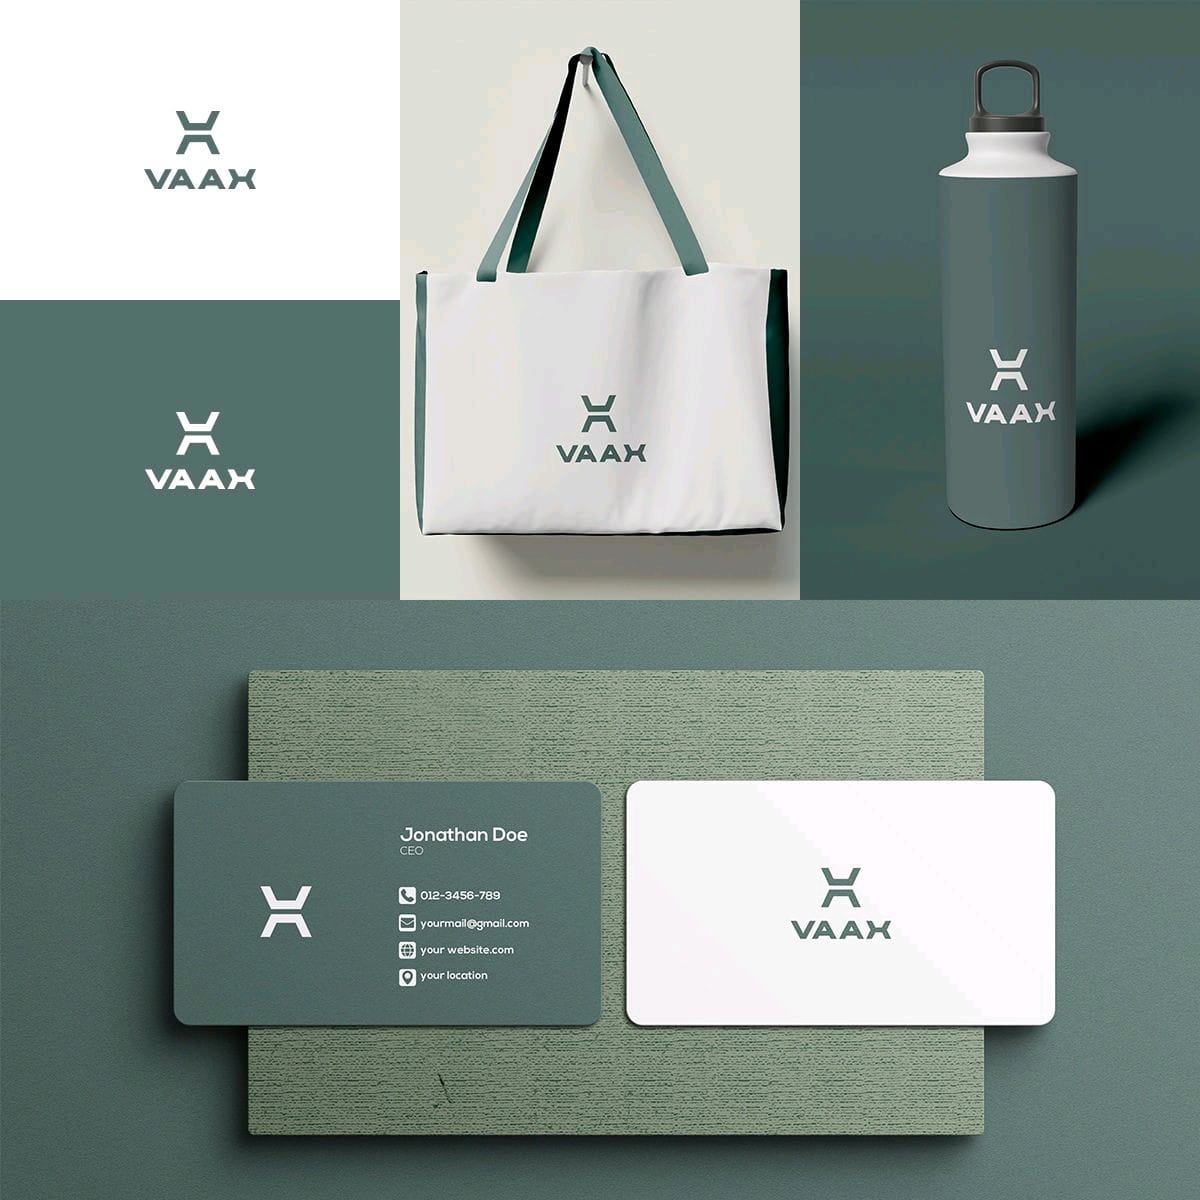 VAAX
VAAX
VAAX
VAAX
Jonathan Doe
CEO
012-3456-789
yourmail@gmail.com
your website.com
your location
VAAX